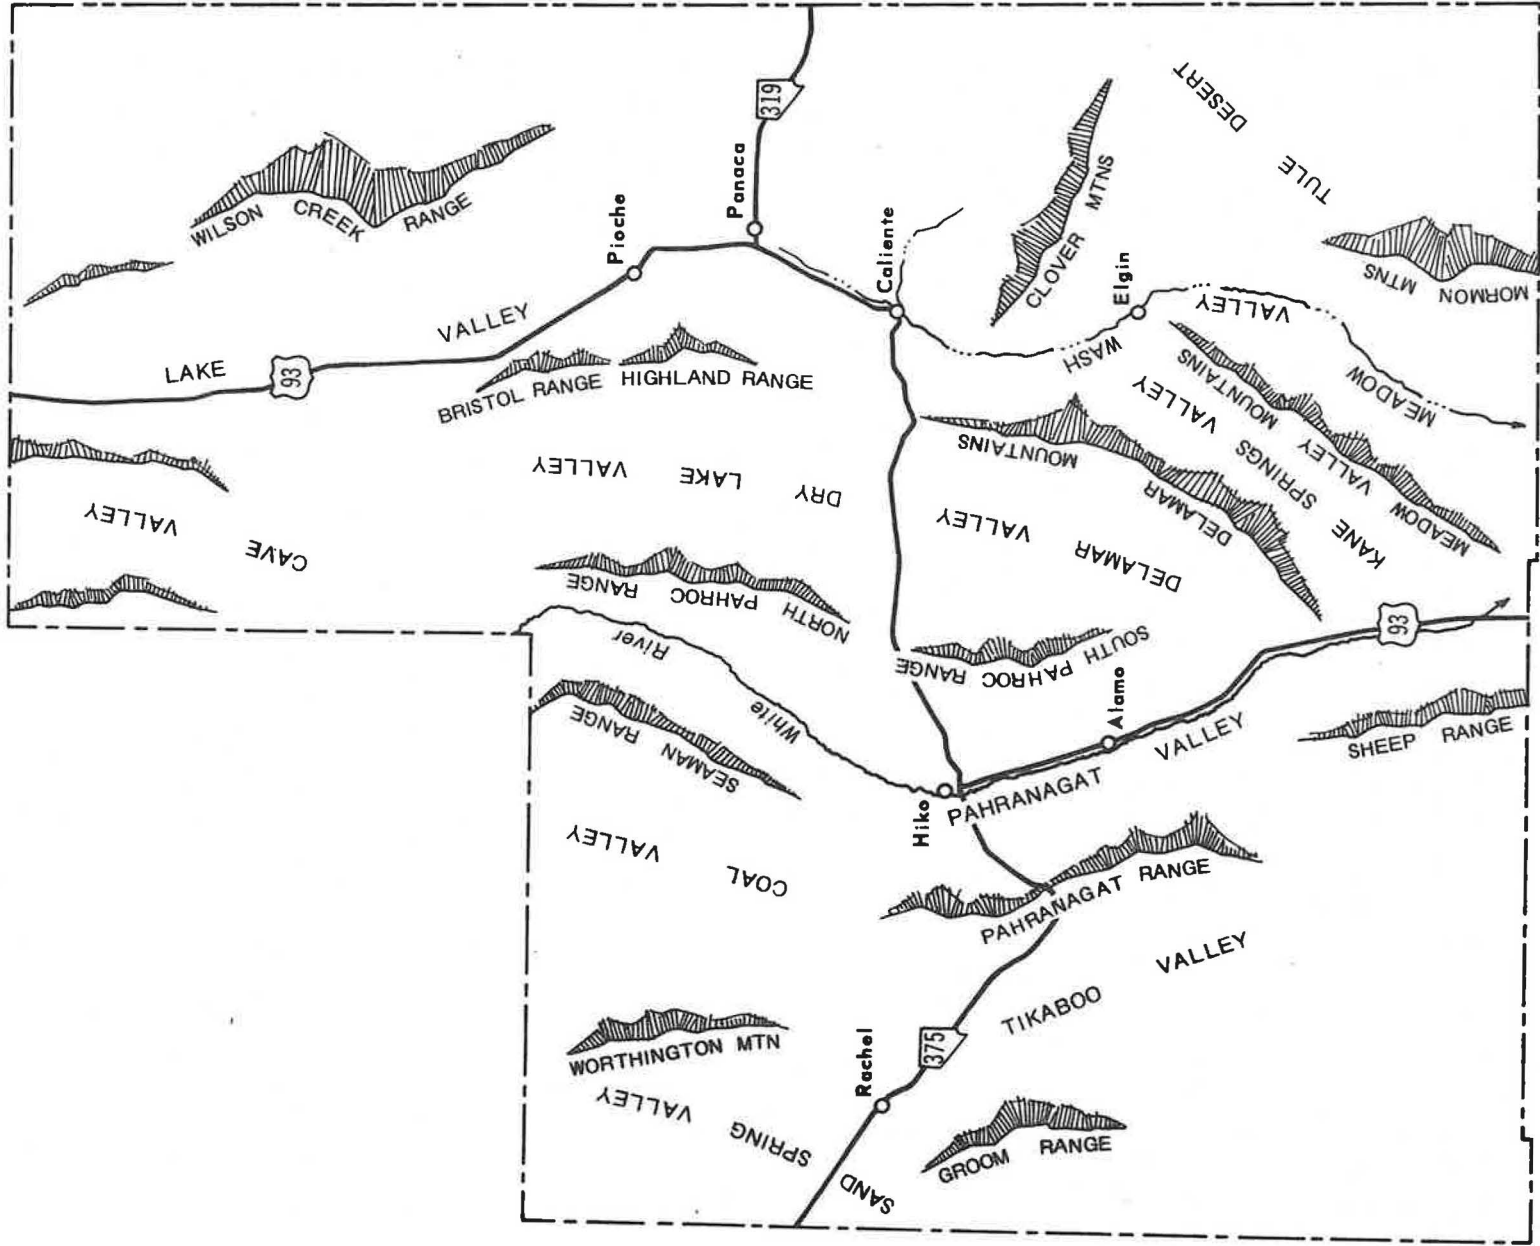 319
DESERT
TULE
CLOVER MTNS
Panaca
Pioche
WILSON CREEK RANGE
Caliente
Elgin
MORMON MTNS
LAKE VALLEY
93
BRISTOL RANGE
HIGHLAND RANGE
MEADOW VALLEY WASH
MEADOW VALLEY MOUNTAINS
KANE SPRINGS VALLEY
DELAMAR MOUNTAINS
DELAMAR VALLEY
DRY LAKE VALLEY
CAVE VALLEY
NORTH PAHROC RANGE
SOUTH PAHROC RANGE
93
White River
SEAMAN RANGE
Alamo
Hiko
PAHRANAGAT VALLEY
SHEEP RANGE
COAL VALLEY
PAHRANAGAT RANGE
TIKABOO VALLEY
WORTHINGTON MTN
Rachel
375
SAND SPRING VALLEY
GROOM RANGE